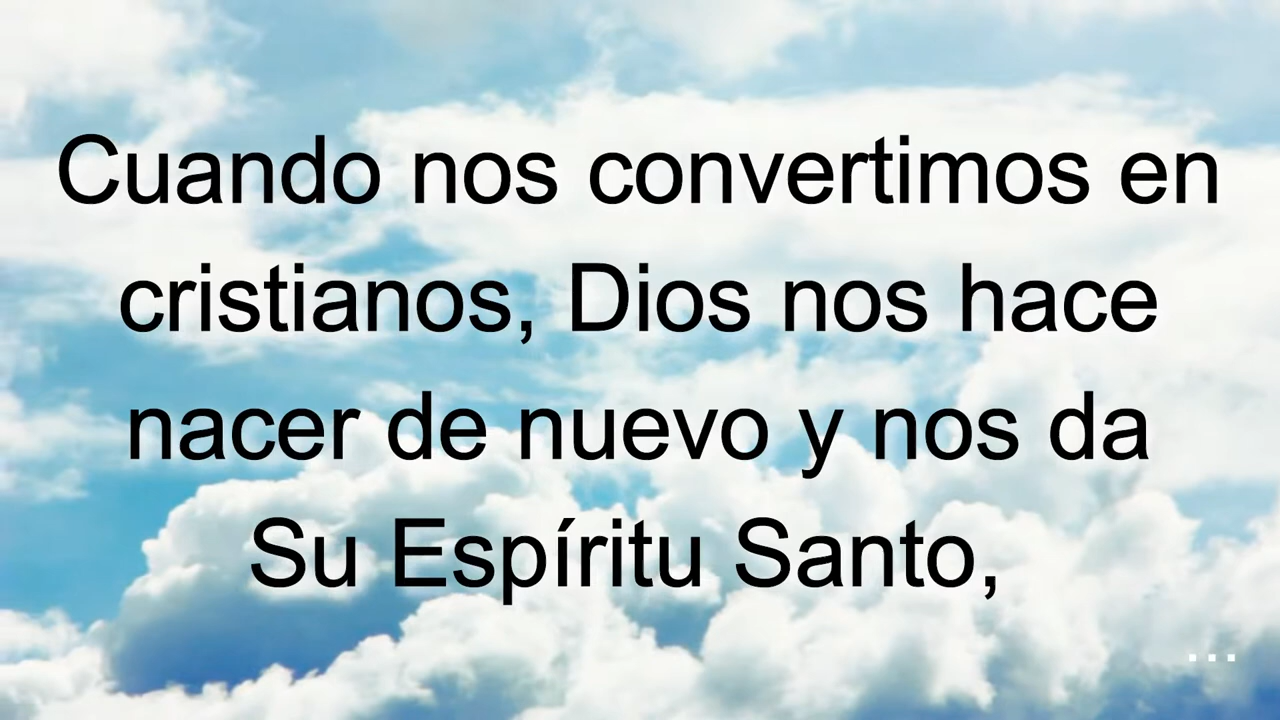 Cuando nos convertimos en
cristianos, Dios nos hace
nacer de nuevo y nos da
Su Espíritu Santo,
...